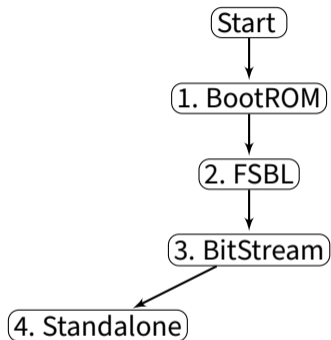 Start
1. BootROM
2. FSBL
3. BitStream
4. Standalone